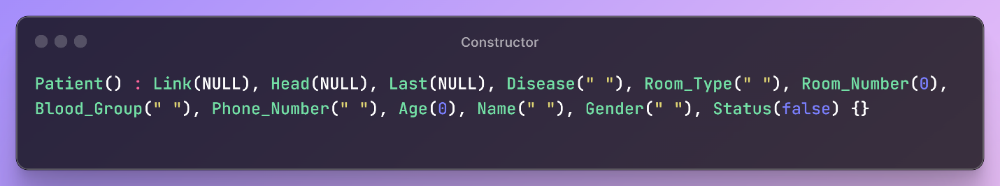 Constructor
Patient() : Link(NULL), Head(NULL), Last(NULL), Disease(" "), Room_Type(" "), Room_Number(0),
Blood_Group(" "), Phone_Number(" "), Age(0), Name(" "), Gender(" "), Status(false) {}